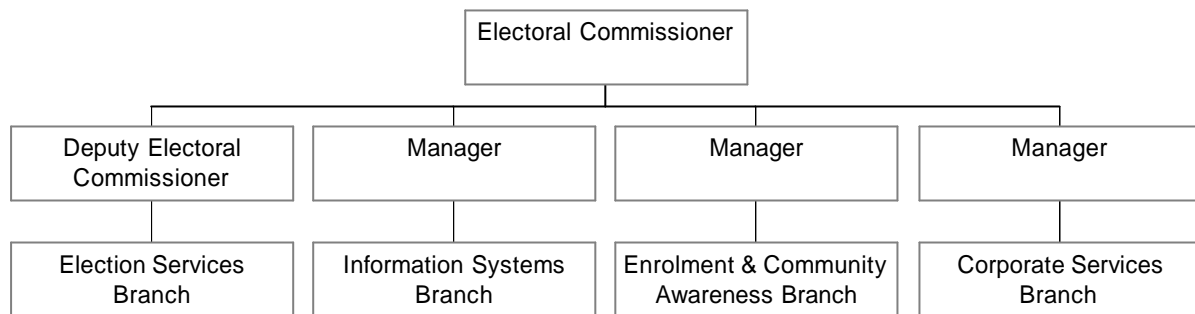 Electoral Commissioner
Deputy Electoral
Commissioner
Manager
Manager
Manager
Election Services
Branch
Information Systems
Branch
Enrolment & Community
Awareness Branch
Corporate Services
Branch